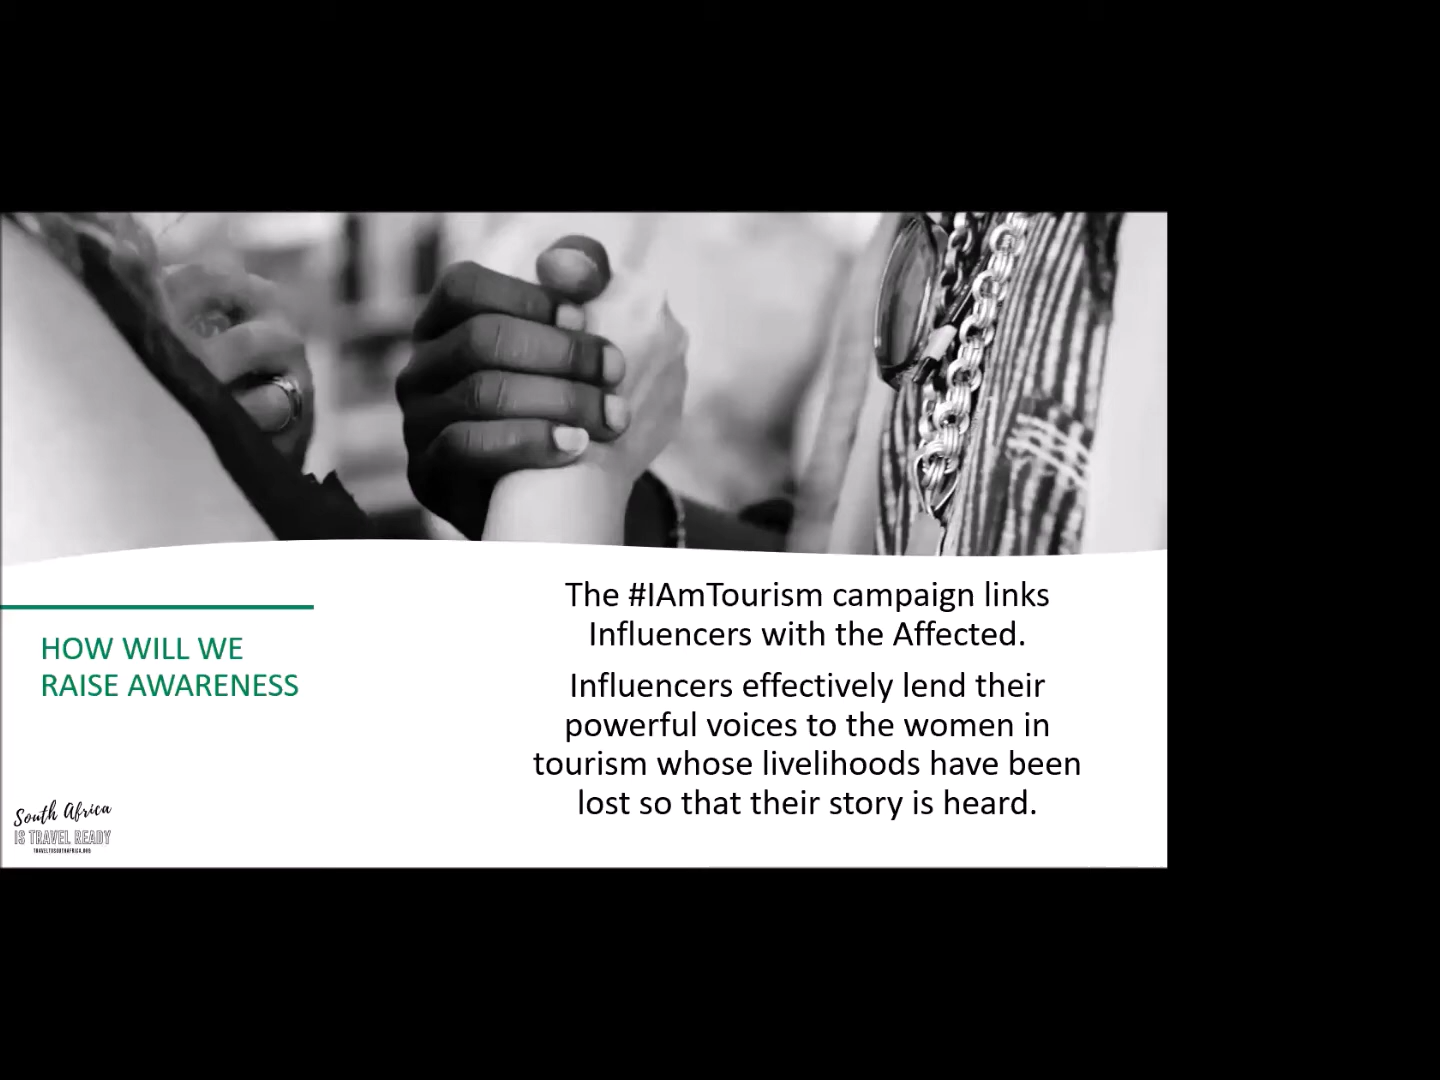 The #IAmTourism campaign links
Influencers with the Affected.
HOW WILL WE
RAISE AWARENESS
Influencers effectively lend their
powerful voices to the women in
tourism whose livelihoods have been
lost so that their story is heard.
South Africa
IS TRAVEL READY
TRAVELTOSOUTHAFRICA.ORG